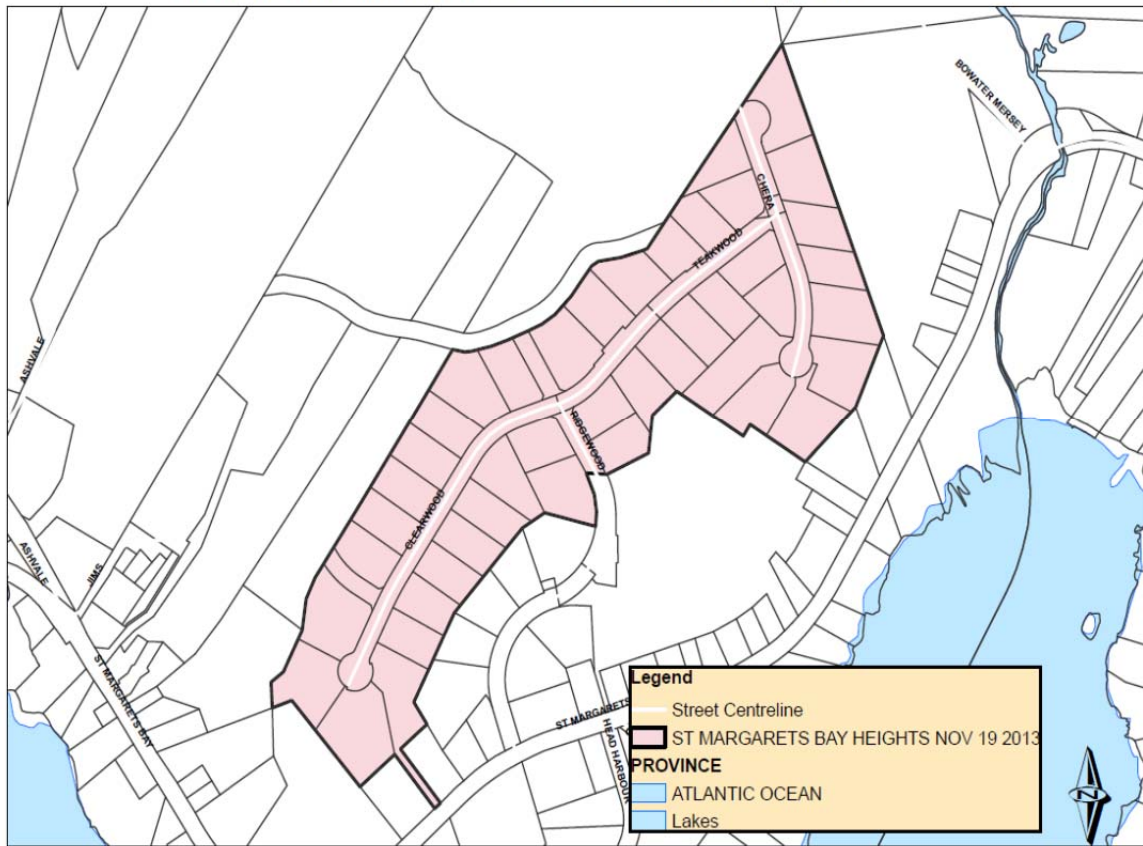 BOWATER MERSEY
CHERA
TEAKWOOD
RIDGEWOOD
CLEARWOOD
ASHVALE
ASHVALE
JIMS
ST MARGARETS BAY
ST MARGARETS
HEAD HARBOUR
Legend
Street Centreline
ST MARGARETS BAY HEIGHTS NOV 19 2013
PROVINCE
ATLANTIC OCEAN
Lakes
N